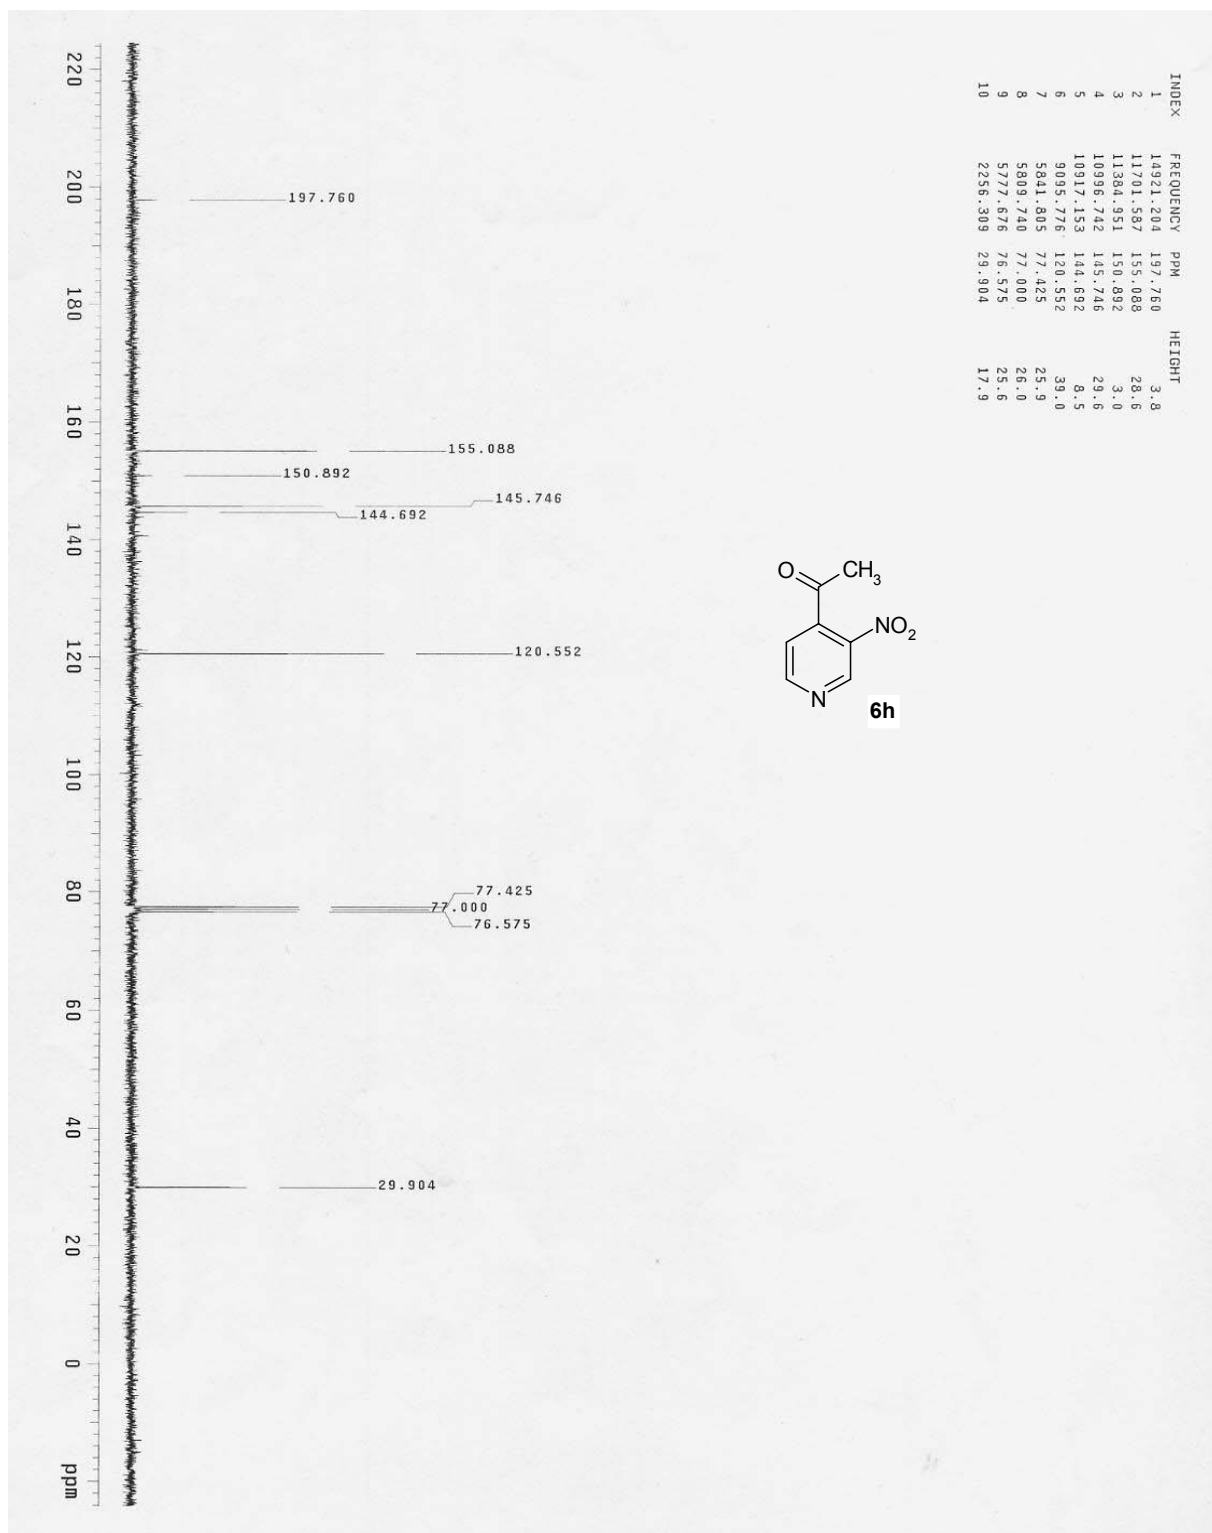 INDEX FREQUENCY PPM HEIGHT
1 14921.204 197.760 3.8
2 11701.587 155.088 28.6
3 11384.951 150.892 3.0
4 10996.742 145.746 29.6
5 10917.153 144.692 8.5
6 9095.776 120.552 39.0
7 5841.805 77.425 25.9
8 5809.740 77.000 26.0
9 5777.676 76.575 25.6
10 2256.309 29.904 17.9
220
200
197.760
180
160
155.088
150.892
145.746
144.692
140
120
120.552
100
80
77.425
77.000
76.575
60
40
29.904
20
0
ppm
O CH3
NO2
N
6h